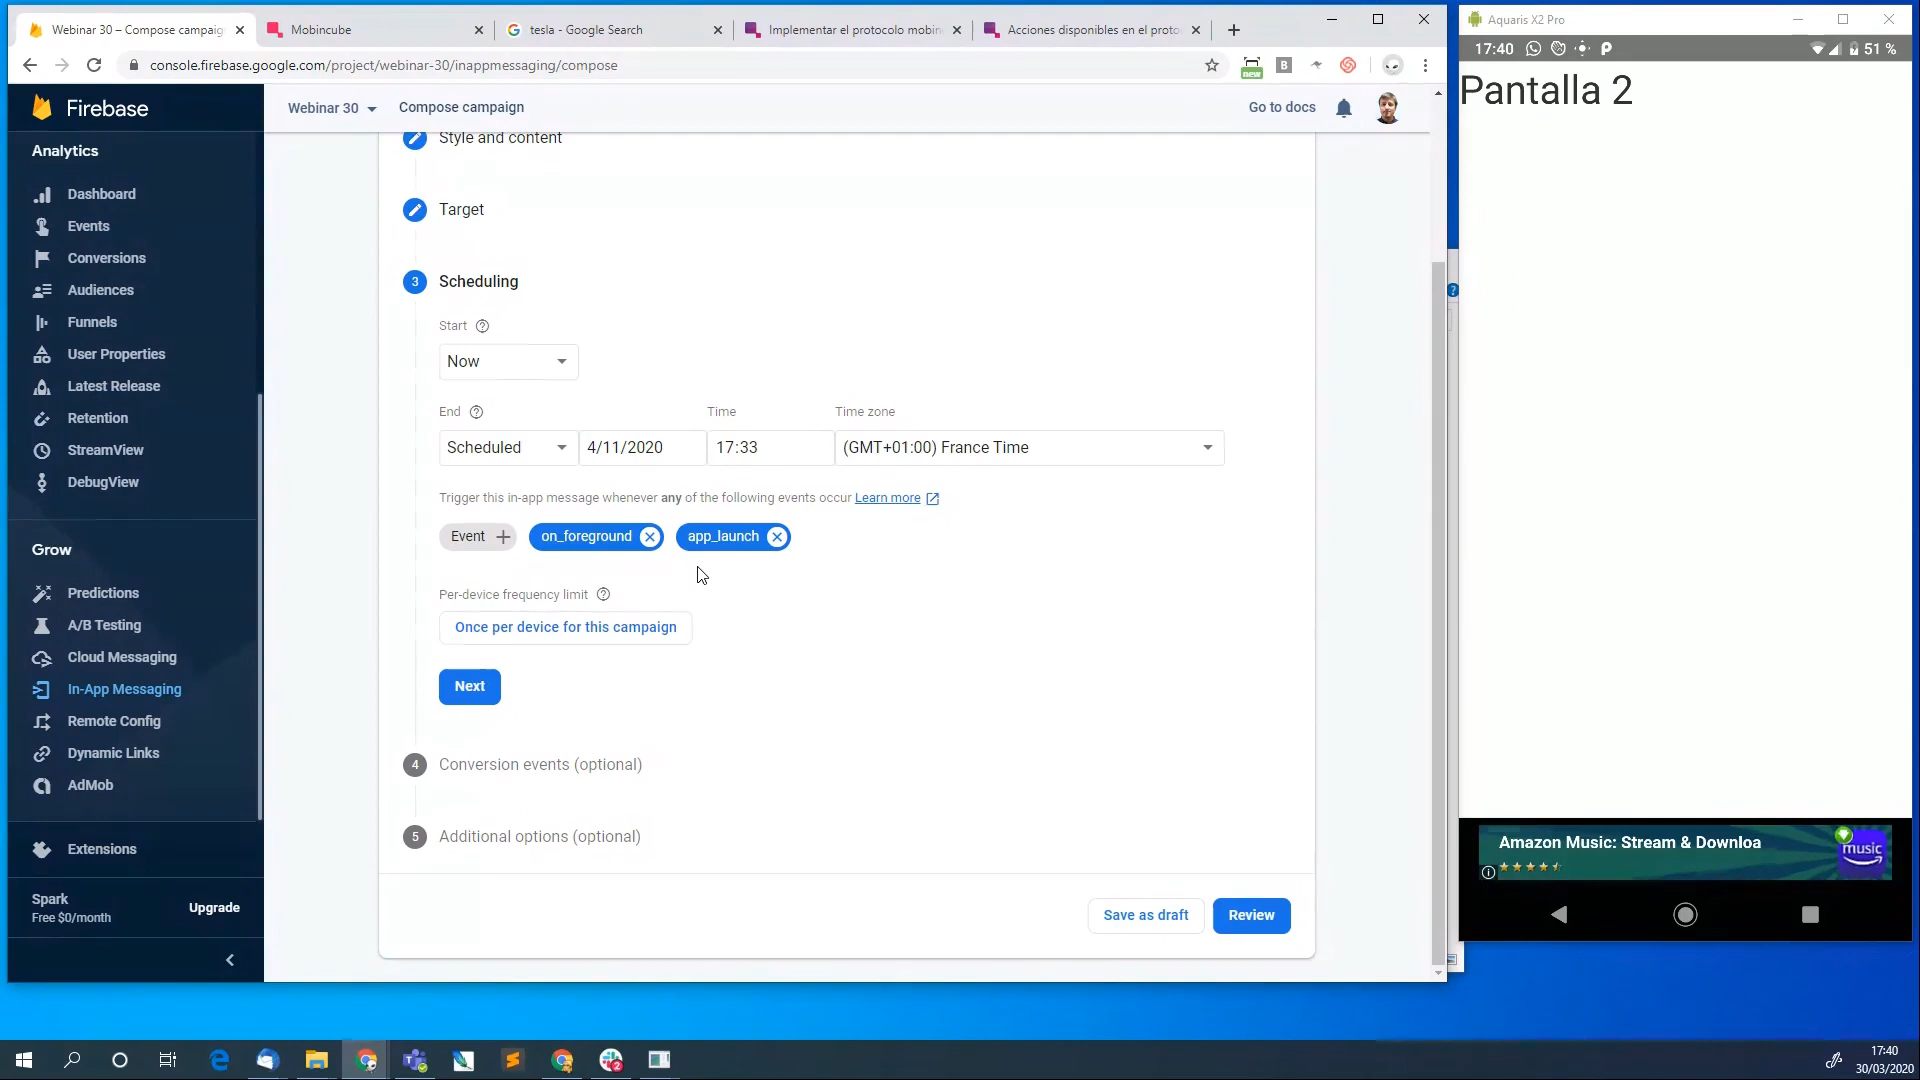 Webinar 30 – Compose campaig
Mobincube
tesla - Google Search
Implementar el protocolo mobin
Acciones disponibles en el proto
console.firebase.google.com/project/webinar-30/inappmessaging/compose
new
B
Firebase
Webinar 30
Compose campaign
Go to docs
Analytics
Dashboard
Events
Conversions
Audiences
Funnels
User Properties
Latest Release
Retention
StreamView
DebugView
Grow
Predictions
A/B Testing
Cloud Messaging
In-App Messaging
Remote Config
Dynamic Links
AdMob
Extensions
Spark
Free $0/month
Upgrade
Style and content
Target
3 Scheduling
Start
Now
End Time Time zone
Scheduled 4/11/2020 17:33 (GMT+01:00) France Time
Trigger this in-app message whenever any of the following events occur Learn more
Event on_foreground app_launch
Per-device frequency limit
Once per device for this campaign
Next
4 Conversion events (optional)
5 Additional options (optional)
Save as draft
Review
Aquaris X2 Pro
17:40 51 %
Pantalla 2
Amazon Music: Stream & Downloa
music
17:40
30/03/2020